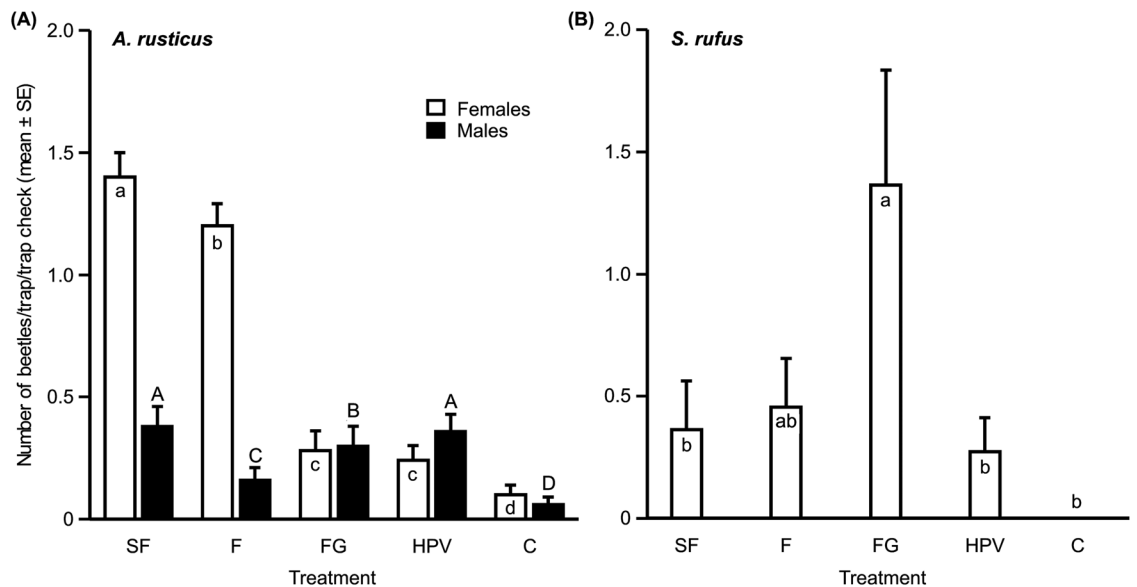 (A)
A. rusticus
Females
Males
Number of beetles/trap/trap check (mean ± SE)
2.0
1.5
1.0
0.5
0
a
A
b
C
c
B
c
A
d
D
SF
F
FG
HPV
C
Treatment
(B)
S. rufus
2.0
1.5
1.0
0.5
0
b
ab
a
b
b
SF
F
FG
HPV
C
Treatment